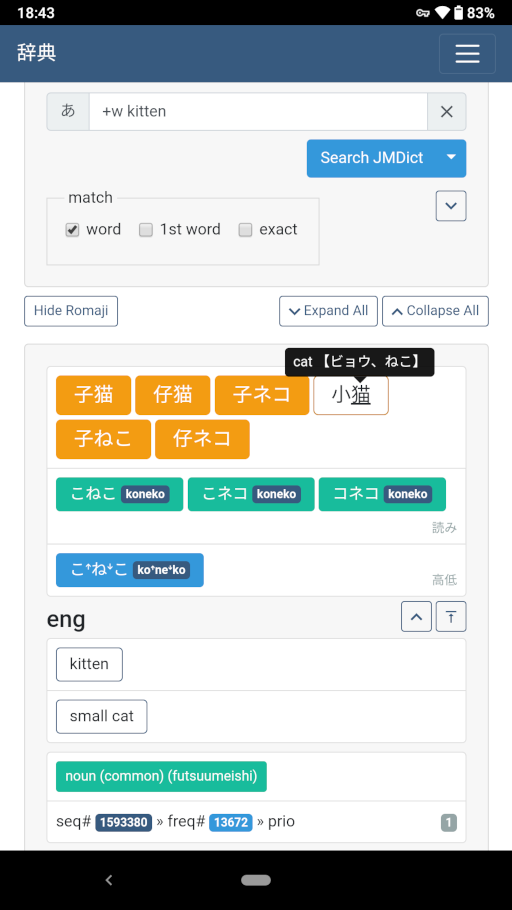 18:43 83%
辞典
あ +w kitten
Search JMDict
match
word 1st word exact
Hide Romaji Expand All Collapse All
cat 【ビョウ、ねこ】
子猫 仔猫 子ネコ 小猫
子ねこ 仔ネコ
こねこ koneko こネコ koneko コネコ koneko
読み
こ↑ね↓こ ko↑ne↓ko
高低
eng
kitten
small cat
noun (common) (futsuumeishi)
seq# 1593380 » freq# 13672 » prio 1